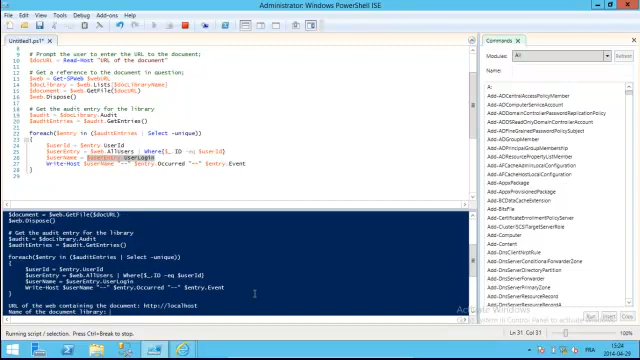 Administrator: Windows PowerShell ISE
File Edit View Tools Debug Add-ons Help
Untitled1.ps1*
9 # Prompt the user to enter the URL to the document;
10 $docUrl = Read-Host "URL of the document"
12 # Get a reference to the document in question;
13 $web = Get-SPWeb $webURL
14 $docLibrary = $web.Lists[$docLibraryName]
15 $document = $web.GetFile($docURL)
16 $web.Dispose()
18 # Get the audit entry for the library
19 $audit = $docLibrary.Audit
20 $auditEntries = $audit.GetEntries()
22 foreach($entry in ($auditEntries | Select -unique))
23 {
24 $userId = $entry.UserId
25 $userEntry = $web.AllUsers | Where{$_.ID -eq $userId}
26 $userName = $userEntry.UserLogin
27 Write-Host $userName "--" $entry.Occurred "--" $entry.Event
28 }
29
$document = $web.GetFile($docURL)
$web.Dispose()
# Get the audit entry for the library
$audit = $docLibrary.Audit
$auditEntries = $audit.GetEntries()
foreach($entry in ($auditEntries | Select -unique))
{
$userId = $entry.UserId
$userEntry = $web.AllUsers | Where{$_.ID -eq $userId}
$userName = $userEntry.UserLogin
Write-Host $userName "--" $entry.Occurred "--" $entry.Event
}
URL of the web containing the document: http://localhost
Name of the document library:
Running script / selection. Press Ctrl+Break to stop.
Ln 31 Col 31
100%
Commands
Modules: All
Refresh
Name:
A:
Add-ADCentralAccessPolicyMember
Add-ADComputerServiceAccount
Add-ADDomainControllerPasswordReplicationPolicy
Add-ADFineGrainedPasswordPolicySubject
Add-ADGroupMember
Add-ADPrincipalGroupMembership
Add-ADResourcePropertyListMember
Add-AppvClientConnectionGroup
Add-AppvClientPackage
Add-AppxPackage
Add-AppxProvisionedPackage
Add-BCDataCacheExtension
Add-BitsFile
Add-CertificateEnrollmentPolicyServer
Add-ClusteriSCSITargetServerRole
Add-Computer
Add-Content
Add-DnsClientNrptRule
Add-DnsServerConditionalForwarderZone
Add-DnsServerDirectoryPartition
Add-DnsServerForwarder
Add-DnsServerPrimaryZone
Add-DnsServerResourceRecord
Activate Windows
Run Insert Copy
FRA
15:24
2014-04-29